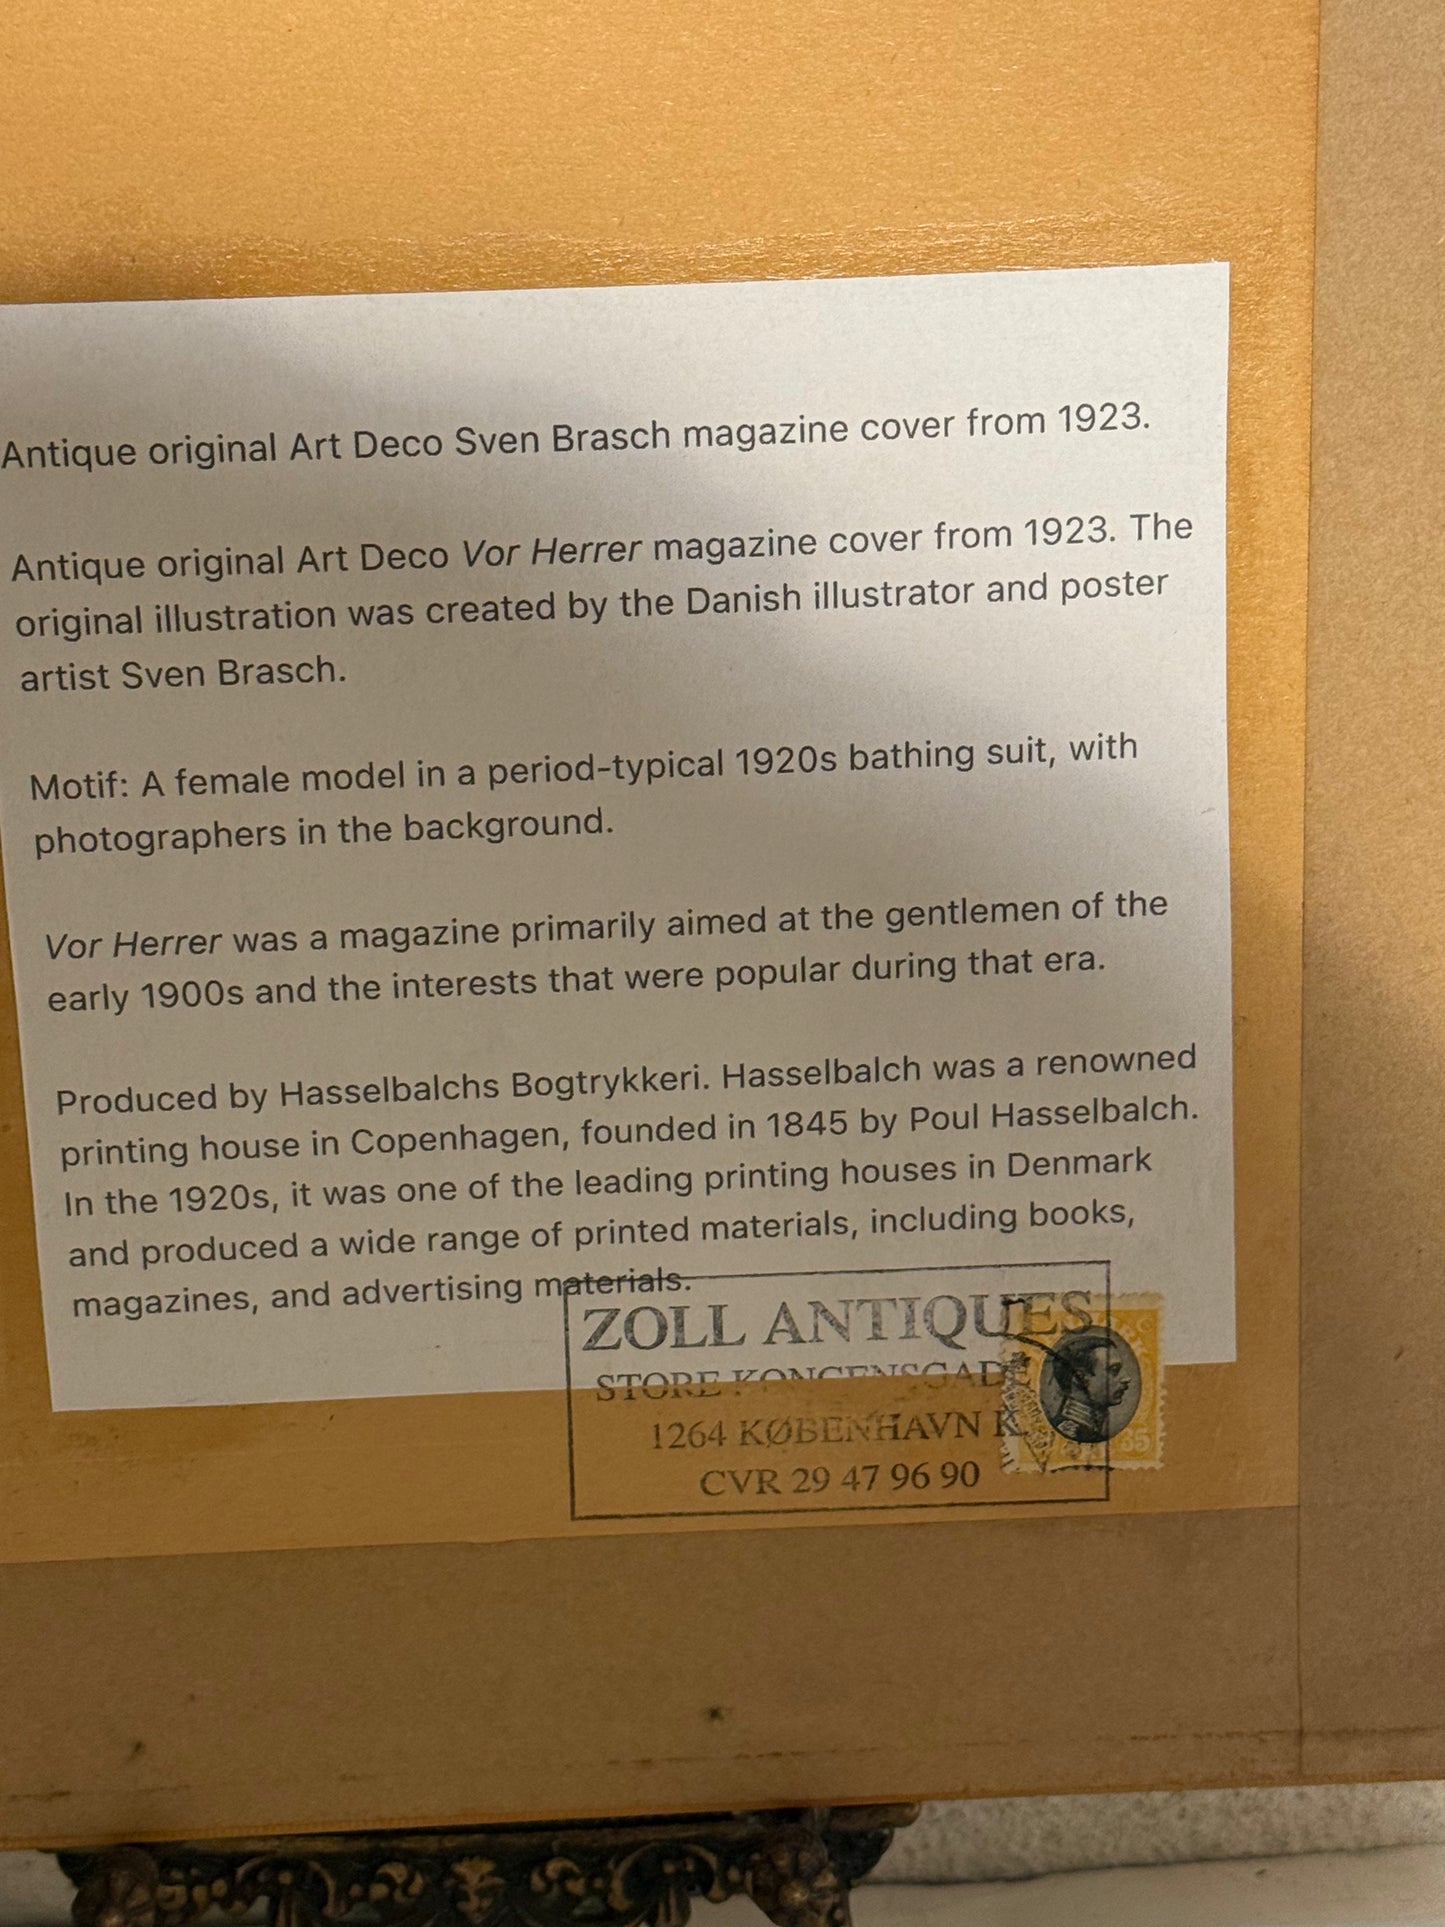 Antique original Art Deco Sven Brasch magazine cover from 1923.
Antique original Art Deco Vor Herrer magazine cover from 1923. The
original illustration was created by the Danish illustrator and poster
artist Sven Brasch.
Motif: A female model in a period-typical 1920s bathing suit, with
photographers in the background.
Vor Herrer was a magazine primarily aimed at the gentlemen of the
early 1900s and the interests that were popular during that era.
Produced by Hasselbalchs Bogtrykkeri. Hasselbalch was a renowned
printing house in Copenhagen, founded in 1845 by Poul Hasselbalch.
In the 1920s, it was one of the leading printing houses in Denmark
and produced a wide range of printed materials, including books,
magazines, and advertising materials.
ZOLL ANTIQUES
STORE KONGENSGADE
1264 KØBENHAVN K
CVR 29 47 96 90
35